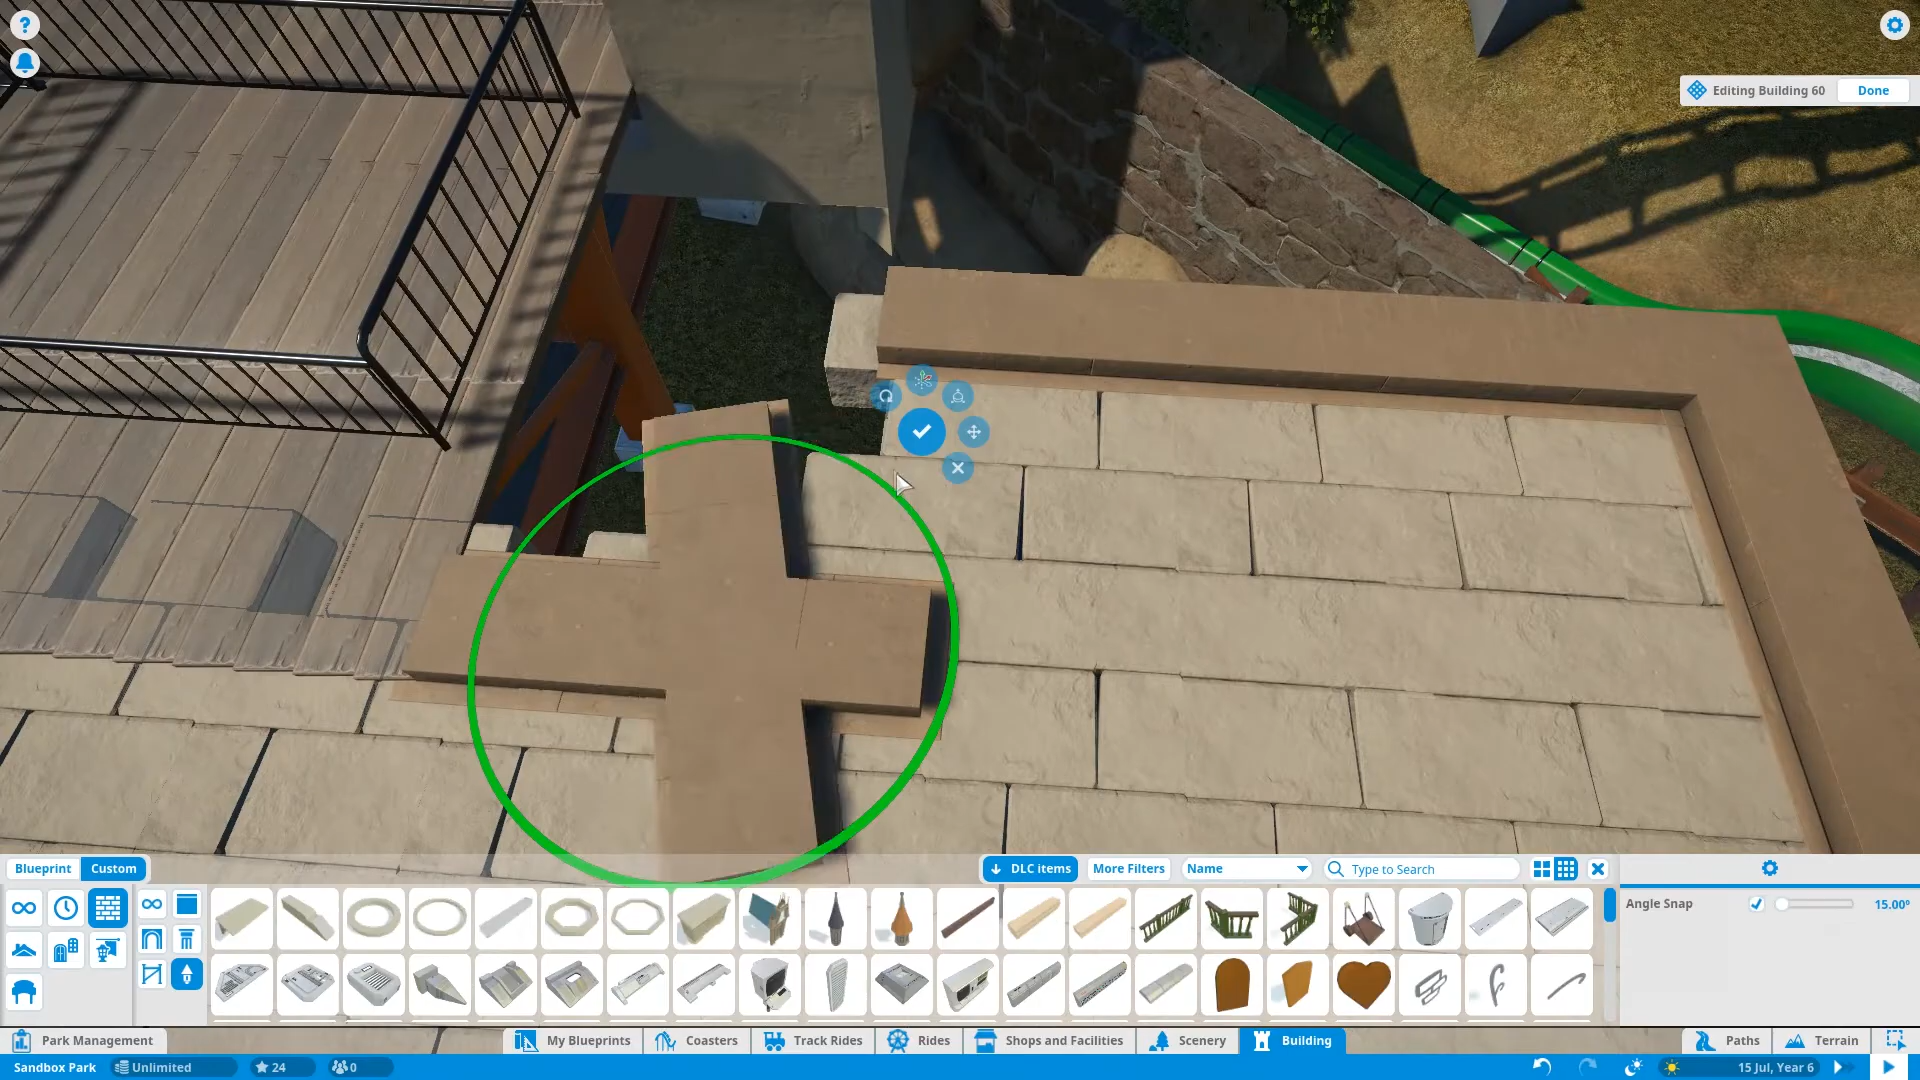 ?
Editing Building 60
Done
Blueprint
Custom
DLC items
More Filters
Name
Type to Search
Angle Snap
15.00°
Park Management
My Blueprints
Coasters
Track Rides
Rides
Shops and Facilities
Scenery
Building
Paths
Terrain
Sandbox Park
Unlimited
24
0
15 Jul, Year 6